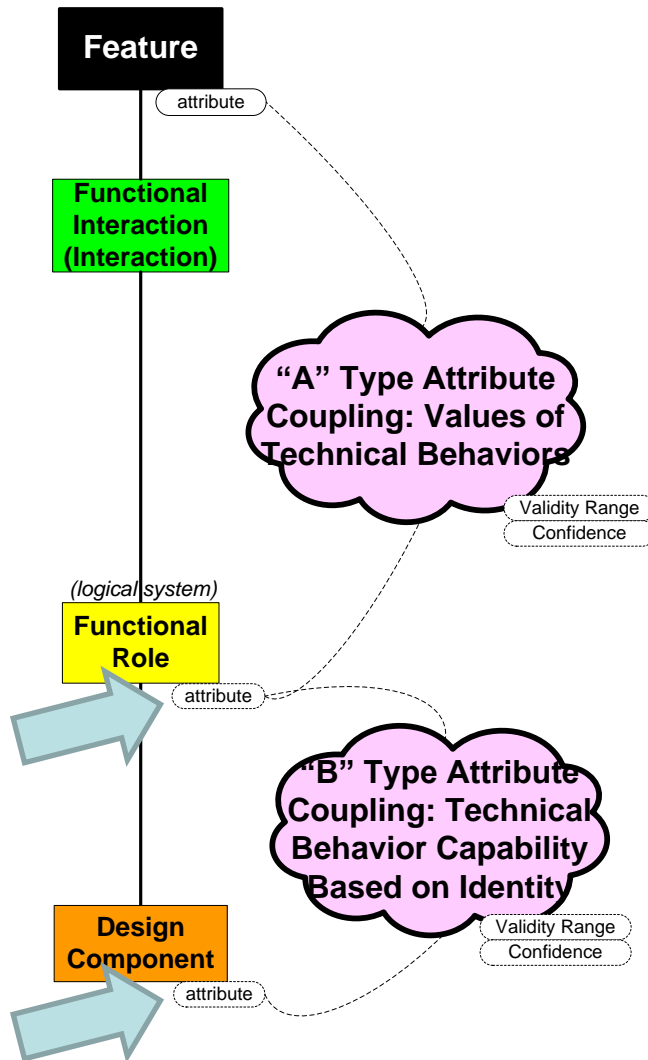 Feature
attribute
Functional
Interaction
(Interaction)
“A” Type Attribute
Coupling: Values of
Technical Behaviors
Validity Range
Confidence
(logical system)
Functional
Role
attribute
“B” Type Attribute
Coupling: Technical
Behavior Capability
Based on Identity
Validity Range
Confidence
Design
Component
attribute